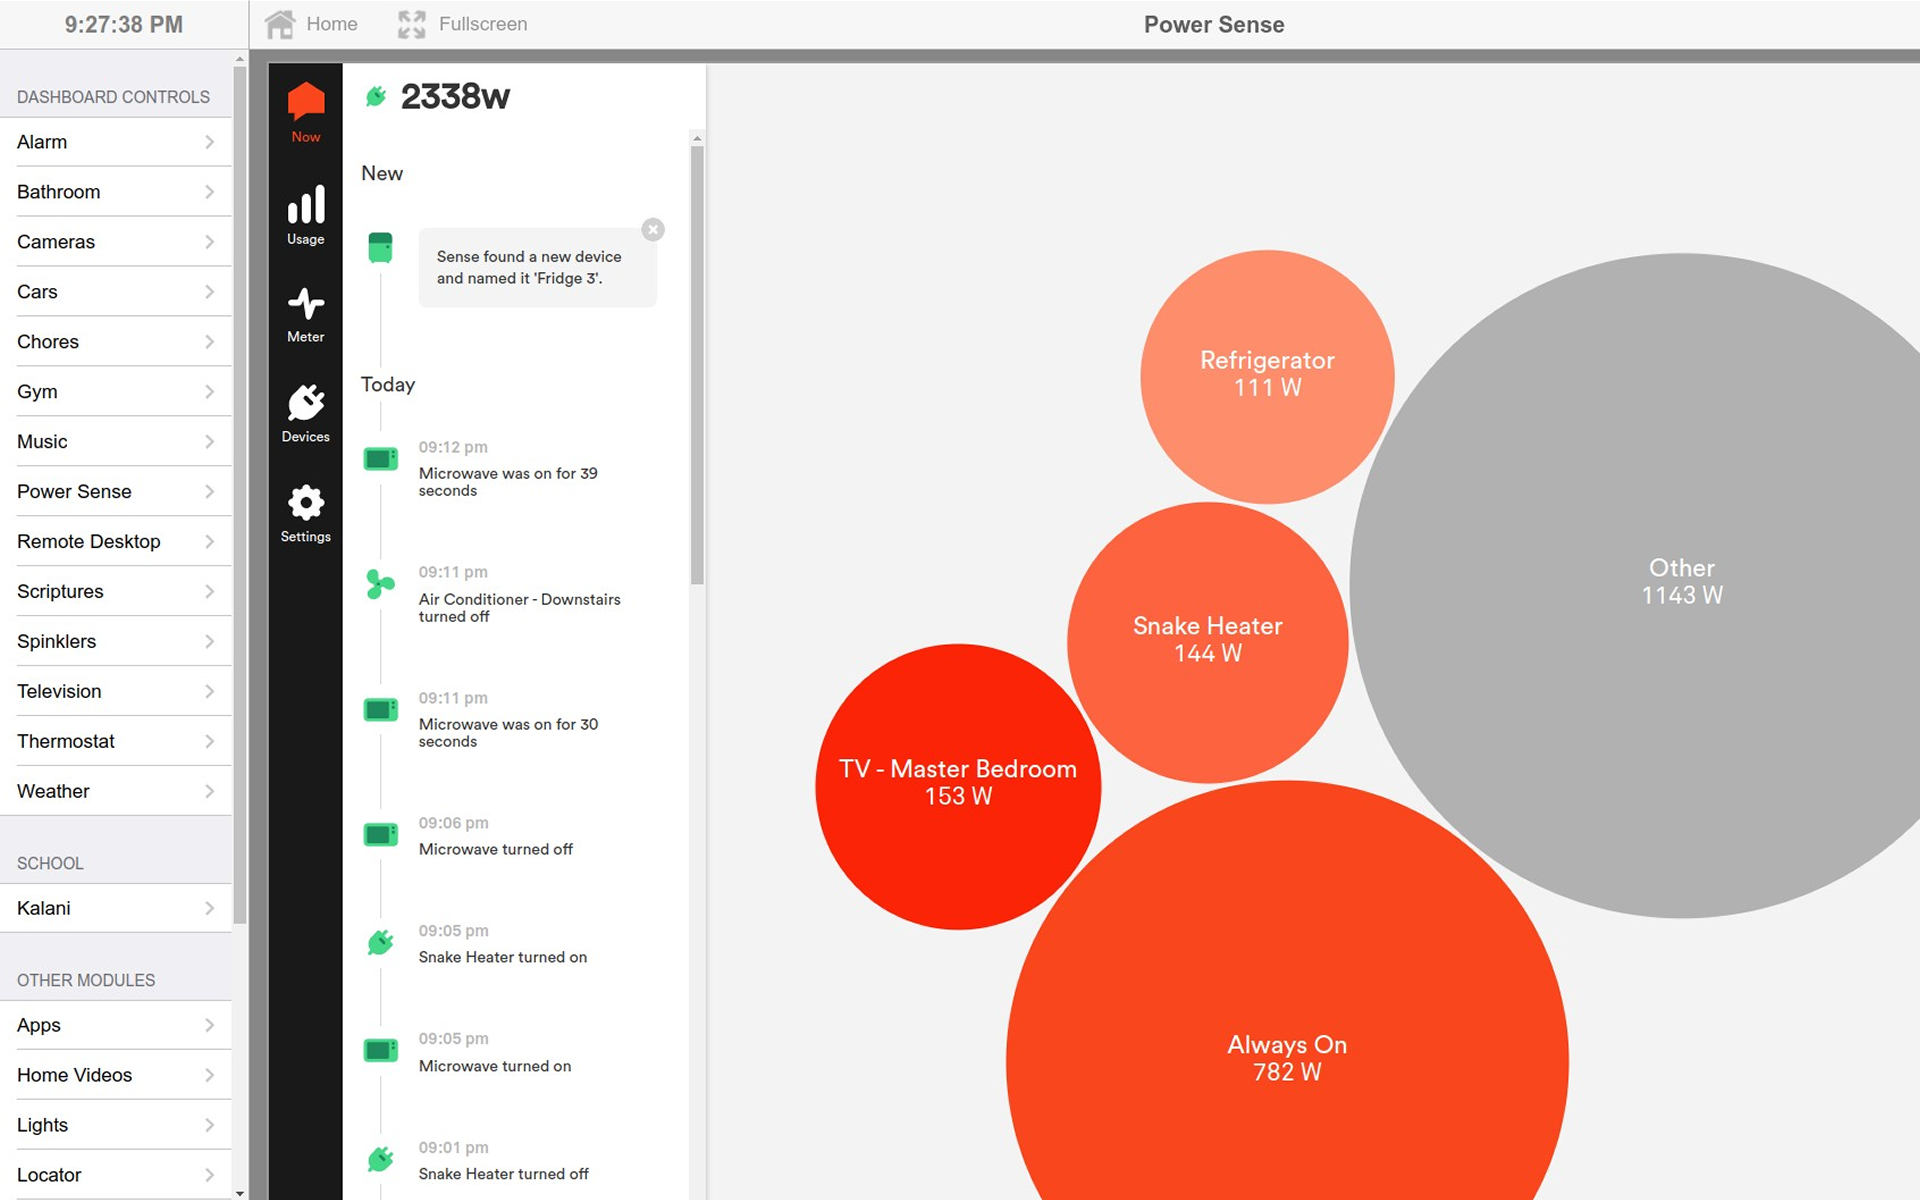 9:27:38 PM
Home
Fullscreen
Power Sense
DASHBOARD CONTROLS
Alarm
Bathroom
Cameras
Cars
Chores
Gym
Music
Power Sense
Remote Desktop
Scriptures
Spinklers
Television
Thermostat
Weather
SCHOOL
Kalani
OTHER MODULES
Apps
Home Videos
Lights
Locator
Now
Usage
Meter
Devices
Settings
2338w
New
Sense found a new device
and named it 'Fridge 3'.
Today
09:12 pm
Microwave was on for 39
seconds
09:11 pm
Air Conditioner - Downstairs
turned off
09:11 pm
Microwave was on for 30
seconds
09:06 pm
Microwave turned off
09:05 pm
Snake Heater turned on
09:05 pm
Microwave turned on
09:01 pm
Snake Heater turned off
Refrigerator
111 W
Other
1143 W
Snake Heater
144 W
TV - Master Bedroom
153 W
Always On
782 W